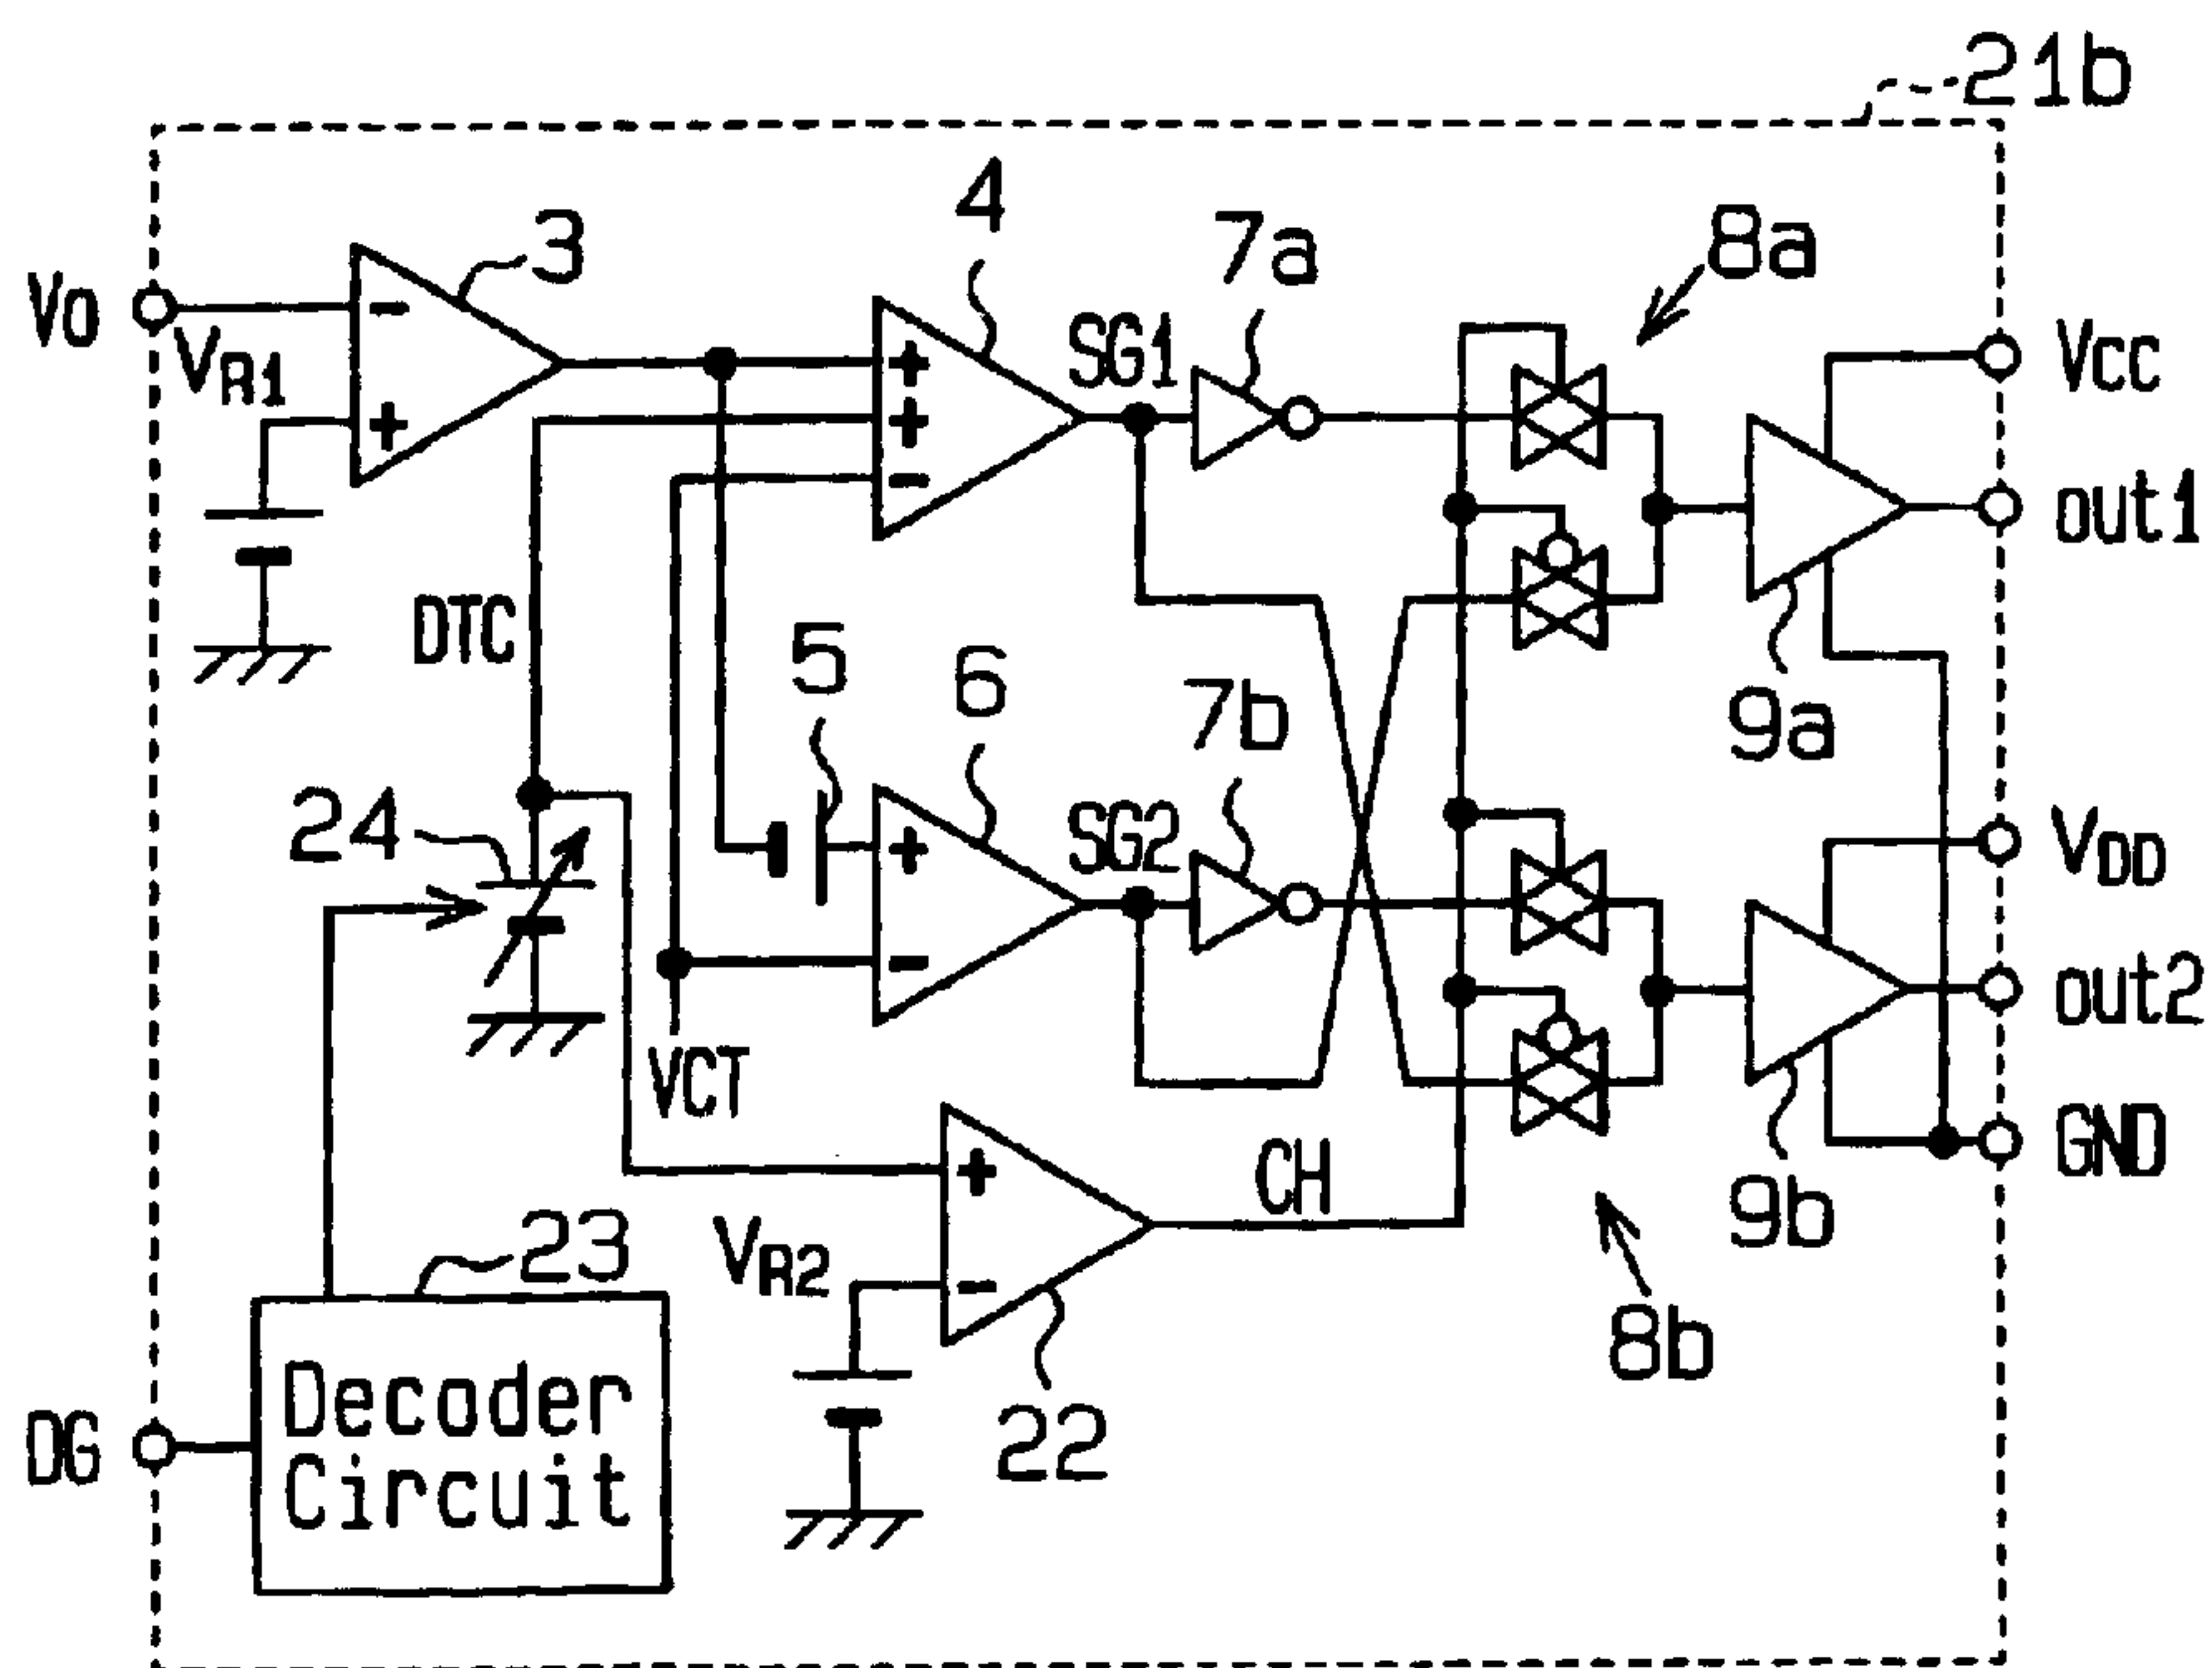 21b
4
3
7a
8a
VO
VR1
SG1
VCC
+
-
+
+
-
+
out1
DTC
5
6
7b
9a
24
SG2
VDD
+
-
out2
VCT
GND
+
CH
9b
23
VR2
-
8b
Decoder
Circuit
22
DG